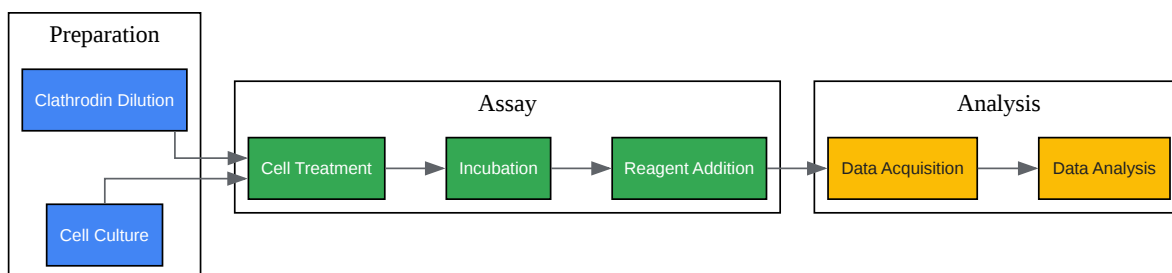 Preparation
Clathrodin Dilution
Cell Culture
Assay
Cell Treatment
Incubation
Reagent Addition
Analysis
Data Acquisition
Data Analysis